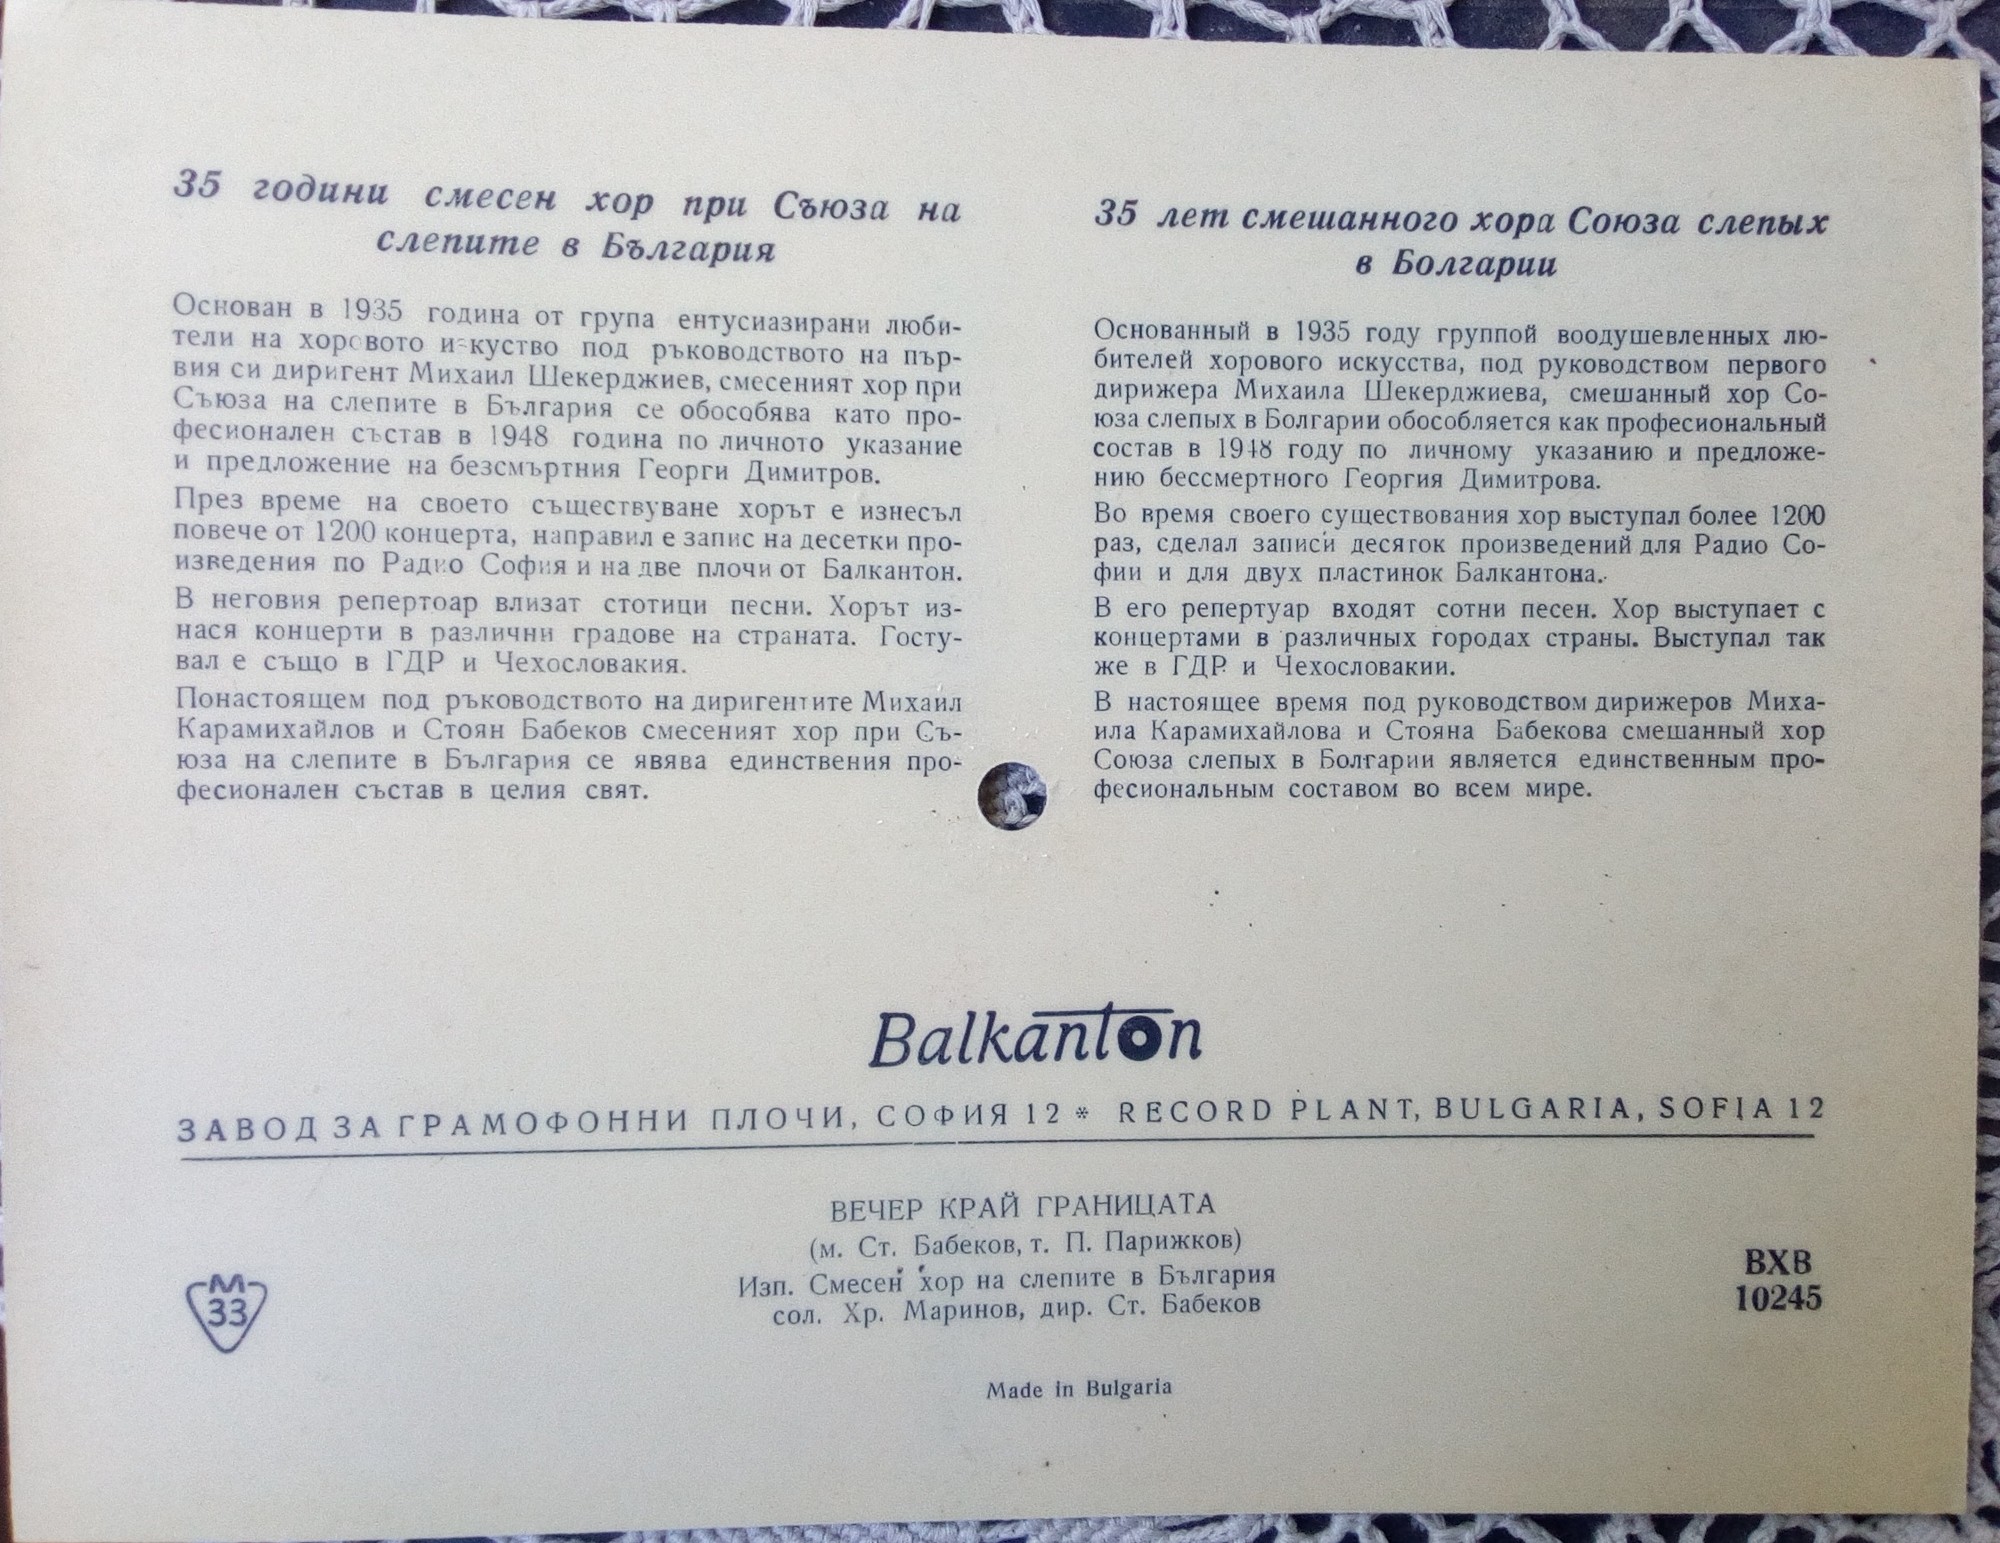 35 години смесен хор при Съюза на
слепите в България
Основан в 1935 година от група ентусиазирани люби-
тели на хоровото изкуство под ръководството на пър-
вия си диригент Михаил Шекерджиев, смесеният хор при
Съюза на слепите в България се обособява като про-
фесионален състав в 1948 година по личното указание
и предложение на безсмъртния Георги Димитров.
През време на своето съществуване хорът е изнесъл
повече от 1200 концерта, направил е запис на десетки про-
изведения по Радио София и на две плочи от Балкантон.
В неговия репертоар влизат стотици песни. Хорът из-
нася концерти в различни градове на страната. Госту-
вал е също в ГДР и Чехословакия.
Понастоящем под ръководството на диригентите Михаил
Карамихайлов и Стоян Бабеков смесеният хор при Съ-
юза на слепите в България се явява единствения про-
фесионален състав в целия свят.
35 лет смешанного хора Союза слепых
в Болгарии
Основанный в 1935 году группой воодушевленных лю-
бителей хорового искусства, под руководством первого
дирижера Михаила Шекерджиева, смешанный хор Со-
юза слепых в Болгарии обособляется как професиональный
состав в 1948 году по личному указанию и предложе-
нию бессмертного Георгия Димитрова.
Во время своего существования хор выступал более 1200
раз, сделал записи десяток произведений для Радио Со-
фии и для двух пластинок Балкантона.
В его репертуар входят сотни песен. Хор выступает с
концертами в различных городах страны. Выступал так
же в ГДР и Чехословакии.
В настоящее время под руководством дирижеров Миха-
ила Карамихайлова и Стояна Бабекова смешанный хор
Союза слепых в Болгарии является единственным про-
фесиональным составом во всем мире.
Balkanton
ЗАВОД ЗА ГРАМОФОННИ ПЛОЧИ, СОФИЯ 12 * RECORD PLANT, BULGARIA, SOFIA 12
ВЕЧЕР КРАЙ ГРАНИЦАТА
(м. Ст. Бабеков, т. П. Парижков)
Изп. Смесен хор на слепите в България
сол. Хр. Маринов, дир. Ст. Бабеков
М
33
ВХВ
10245
Made in Bulgaria